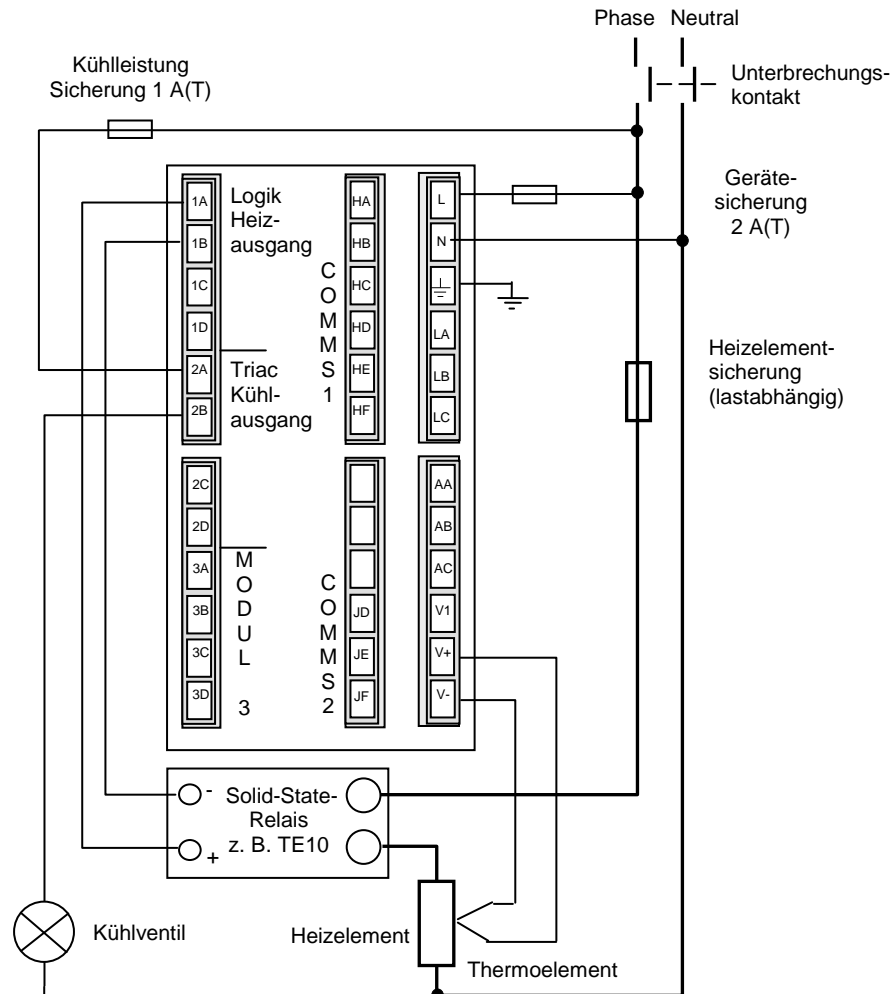 Phase Neutral
Kühlleistung
Sicherung 1 A(T)
Unterbrechungs-
kontakt
Geräte-
sicherung
2 A(T)
Heizelement-
sicherung
(lastabhängig)
1A
1B
1C
1D
2A
2B
Logik
Heiz-
ausgang
Triac
Kühl-
ausgang
HA
HB
HC
HD
HE
HF
COMMS 1
L
N
LA
LB
LC
2C
2D
3A
3B
3C
3D
MODUL 3
JD
JE
JF
COMMS 2
AA
AB
AC
V1
V+
V-
-
+
Solid-State-
Relais
z. B. TE10
Kühlventil
Heizelement
Thermoelement